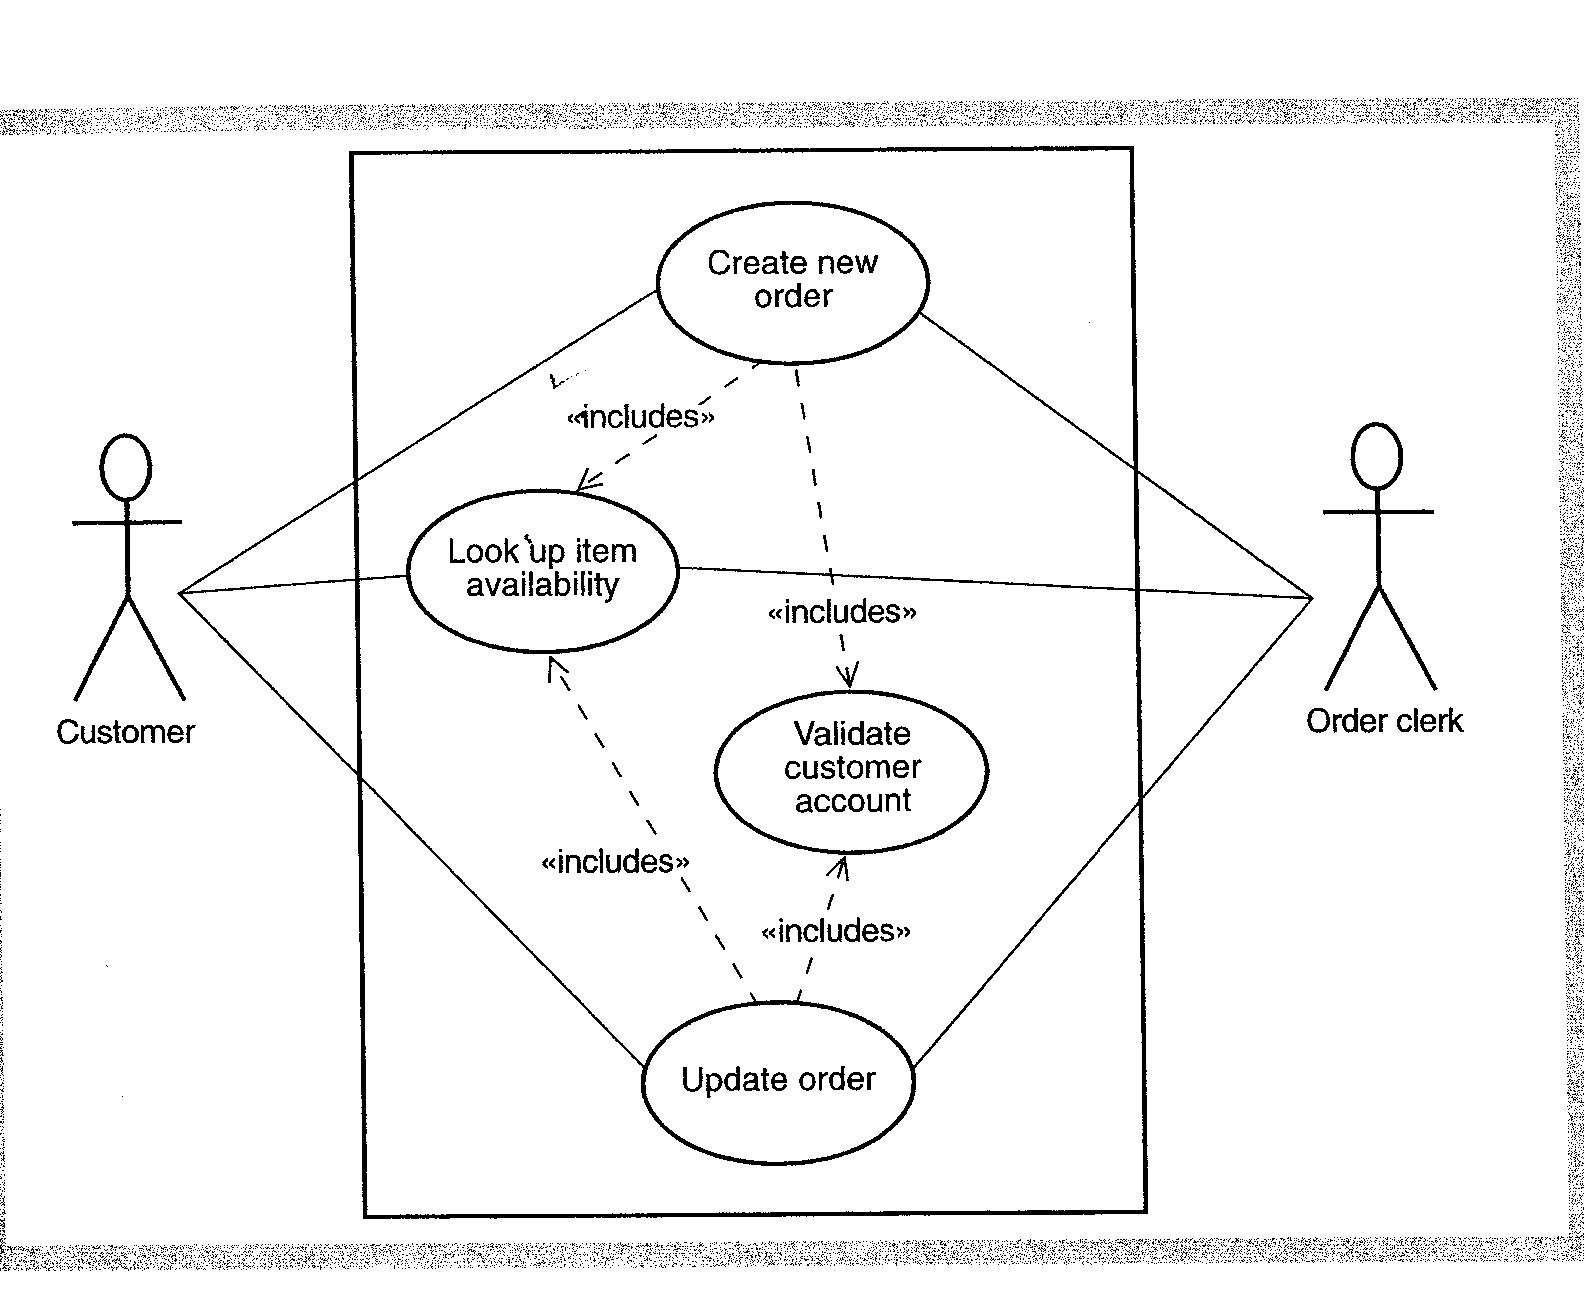 Create new
order
«includes»
Look up item
availability
«includes»
Validate
customer
account
Customer
Order clerk
«includes»
«includes»
Update order